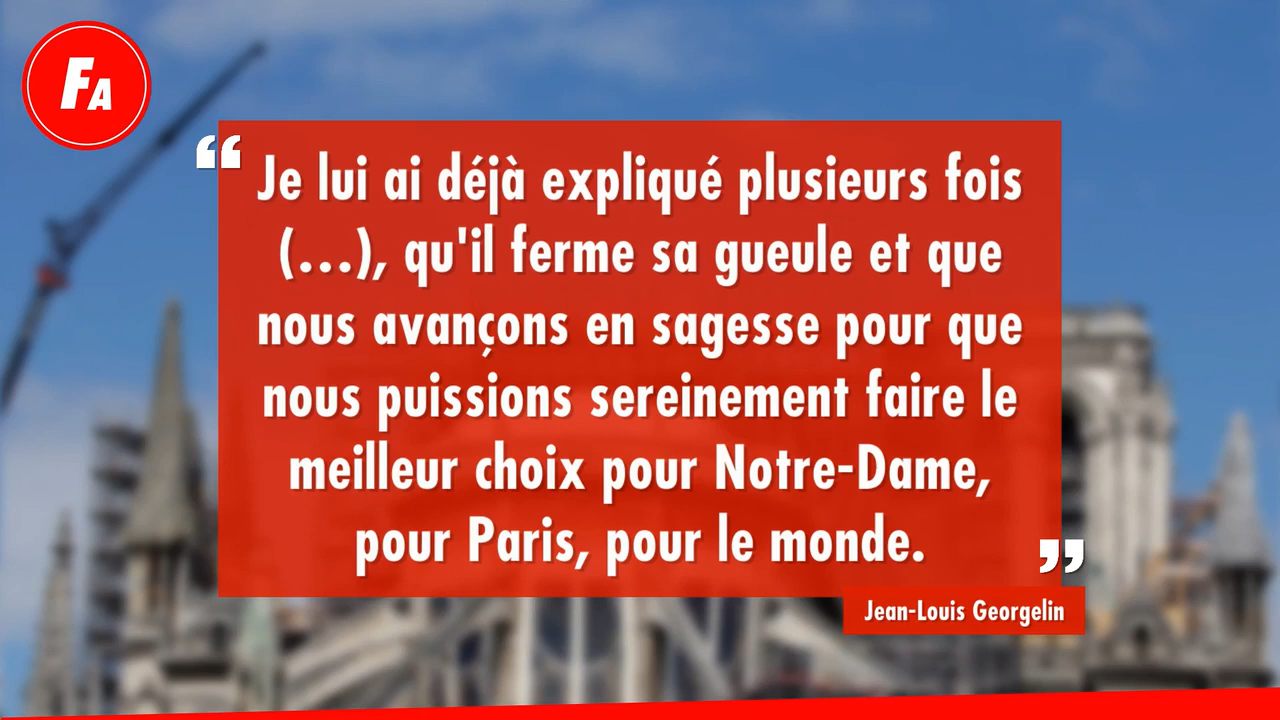 FA
“
Je lui ai déjà expliqué plusieurs fois
(...), qu'il ferme sa gueule et que
nous avançons en sagesse pour que
nous puissions sereinement faire le
meilleur choix pour Notre-Dame,
pour Paris, pour le monde.
”
Jean-Louis Georgelin